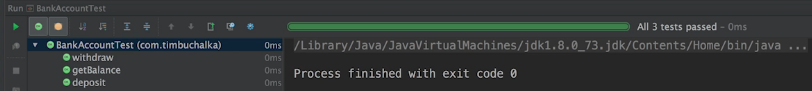 Run BankAccountTest
All 3 tests passed – 0ms
BankAccountTest (com.timbuchalka) 0ms
withdraw 0ms
getBalance 0ms
deposit 0ms
/Library/Java/JavaVirtualMachines/jdk1.8.0_73.jdk/Contents/Home/bin/java ...
Process finished with exit code 0